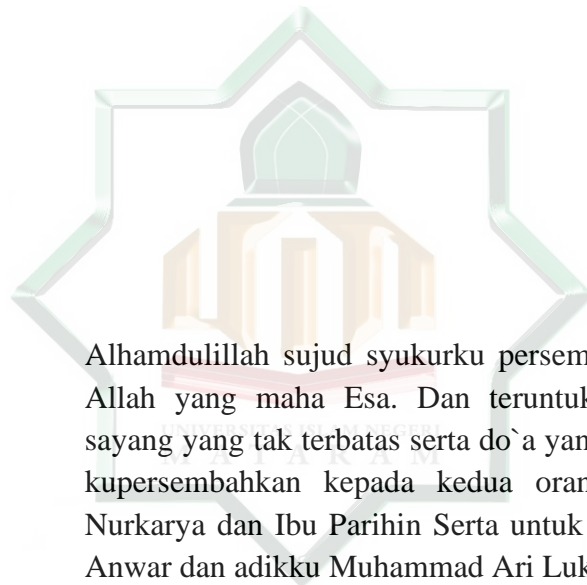 Alhamdulillah sujud syukurku persem
Allah yang maha Esa. Dan teruntuk
UNIVERSITAS ISLAM NEGERI
sayang yang tak terbatas serta do`a yan
M A T A R A M
kupersembahkan kepada kedua oran
Nurkarya dan Ibu Parihin Serta untuk
Anwar dan adikku Muhammad Ari Luk